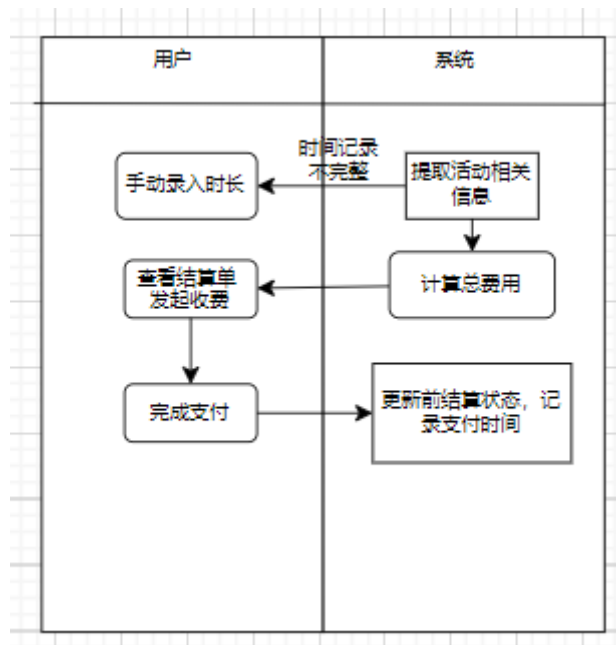 用户
系统
时间记录
不完整
手动录入时长
提取活动相关
信息
查看结算单
发起收费
计算总费用
完成支付
更新前结算状态，记
录支付时间